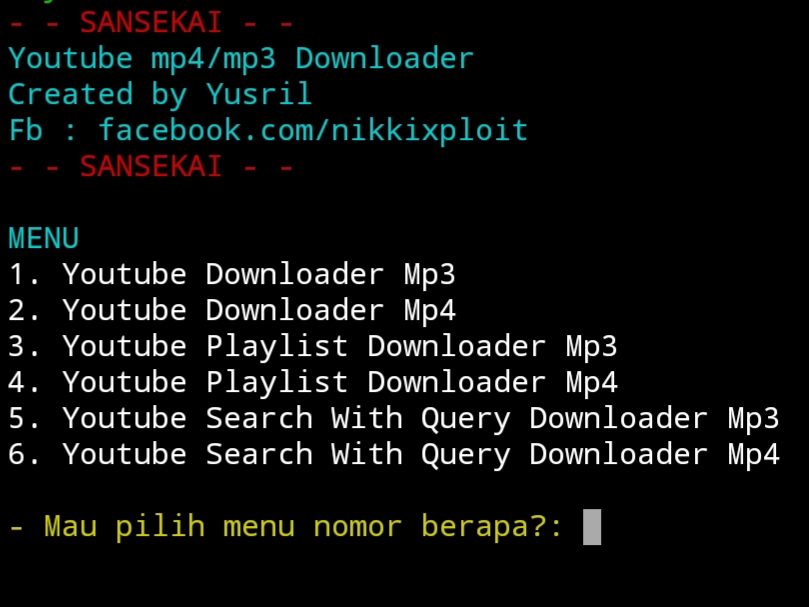 - - SANSEKAI - -
Youtube mp4/mp3 Downloader
Created by Yusril
Fb : facebook.com/nikkixploit
- - SANSEKAI - -
MENU
1. Youtube Downloader Mp3
2. Youtube Downloader Mp4
3. Youtube Playlist Downloader Mp3
4. Youtube Playlist Downloader Mp4
5. Youtube Search With Query Downloader Mp3
6. Youtube Search With Query Downloader Mp4
- Mau pilih menu nomor berapa?: